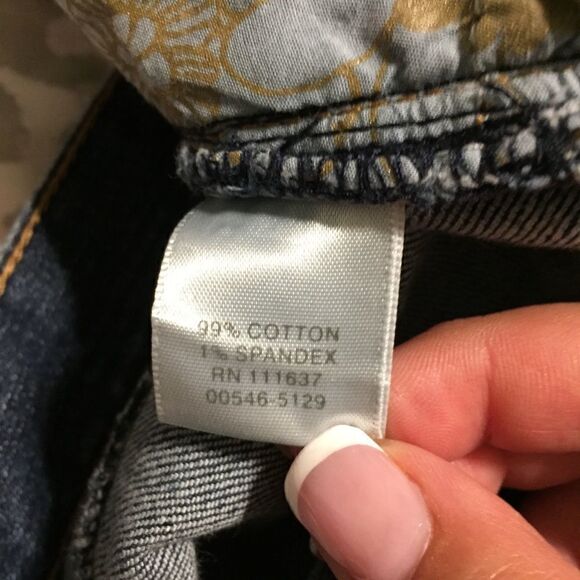 99% COTTON
1% SPANDEX
RN 111637
00546-5129